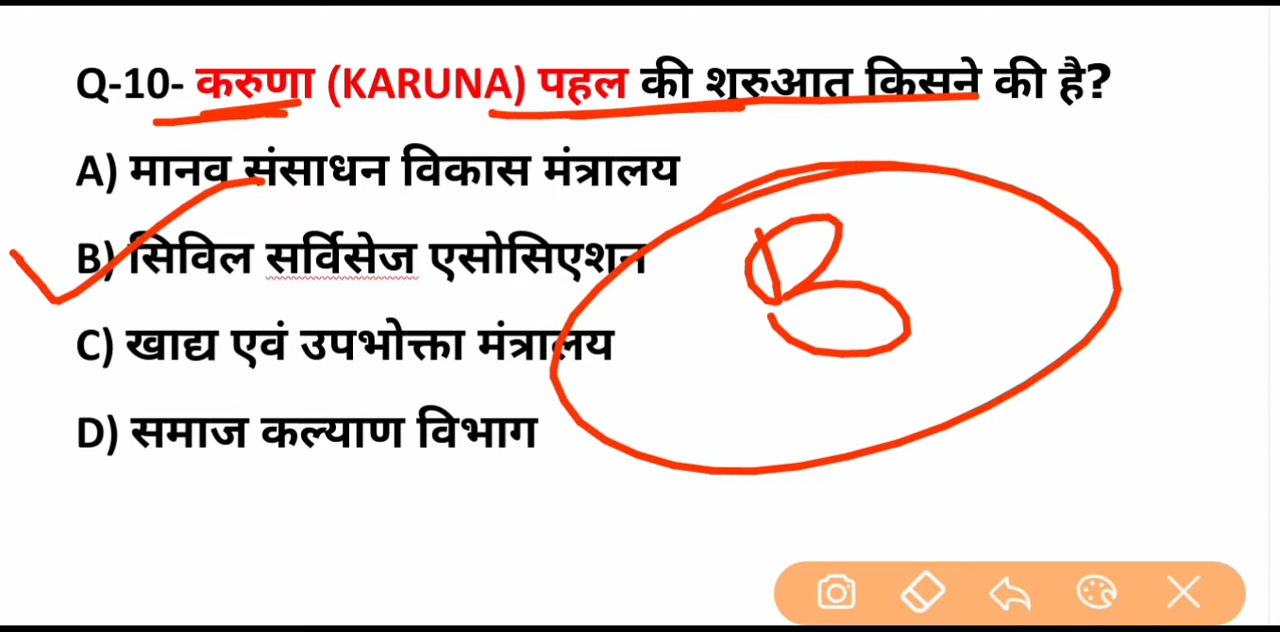 Q-10- करुणा (KARUNA) पहल की शुरुआत किसने की है?
A) मानव संसाधन विकास मंत्रालय
B) सिविल सर्विसेज एसोसिएशन
B
C) खाद्य एवं उपभोक्ता मंत्रालय
D) समाज कल्याण विभाग